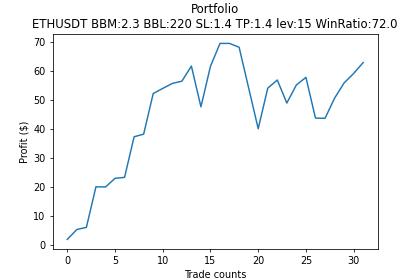 Portfolio
ETHUSDT BBM:2.3 BBL:220 SL:1.4 TP:1.4 lev:15 WinRatio:72.0
70
60
50
40
30
20
10
0
Profit ($)
0 5 10 15 20 25 30
Trade counts